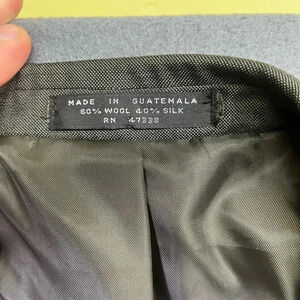 MADE IN GUATEMALA
60% WOOL 40% SILK
RN 47338